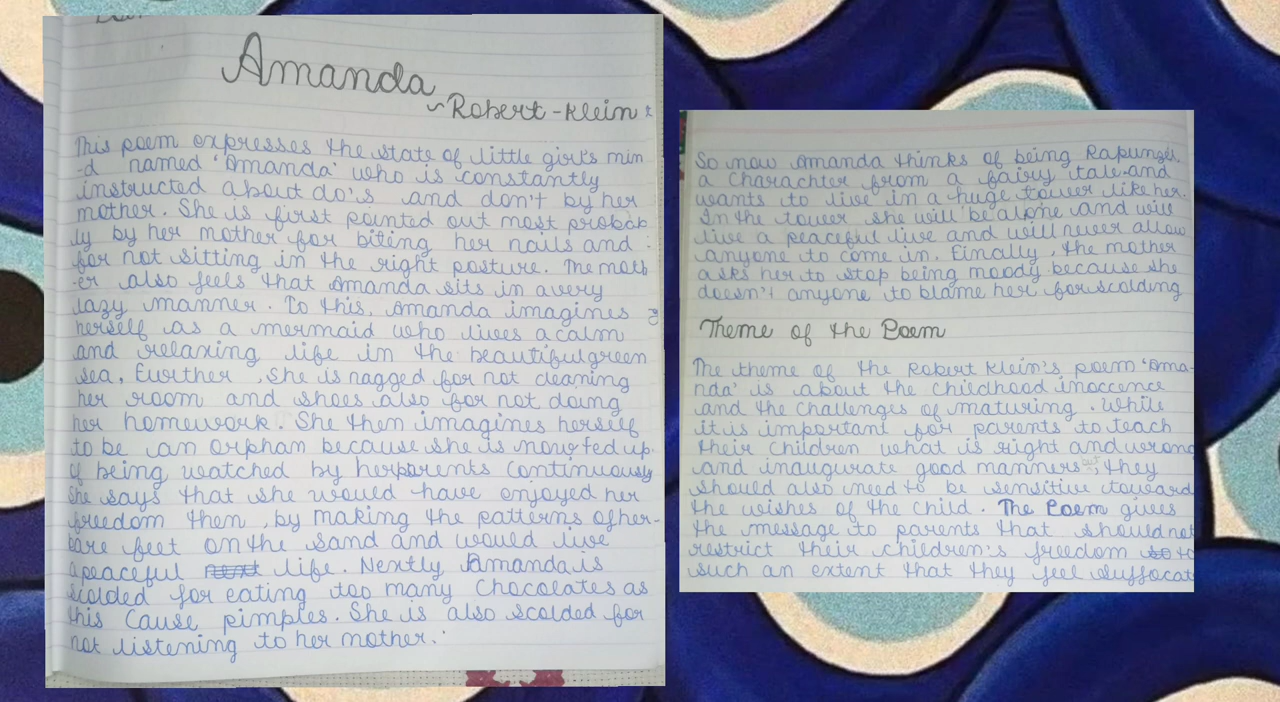 Amanda
~Robert-Klein
This poem expresses the state of little girl's min
-d named 'Amanda' who is constantly
instructed about do's and don't by her
mother. She is first pointed out most probab
ly by her mother for biting her nails and
for not sitting in the right posture. The moth
-er also feels that Amanda sits in a very
lazy manner. To this, Amanda imagines
herself as a mermaid who lives a calm
and relaxing life in the beautiful green
sea. Further, She is nagged for not cleaning
her room and shoes also for not doing
her homework. She then imagines herself
to be an orphan because she is now fed up
of being watched by her parents continuously
She says that she would have enjoyed her
freedom then, by making the patterns of her
bare feet on the sand and would live
a peaceful life. Nextly Amanda is
scolded for eating too many Chocolates as
this Cause pimples. She is also scolded for
not listening to her mother.
So now Amanda thinks of being Rapunzel
a Charachter from a fairy tale and
wants to live in a huge tower like her.
In the tower she will be alone and will
live a peaceful live and will never allow
anyone to come in. Finally, the mother
asks her to stop being moody because she
doesn't anyone to blame her for scolding
Theme of the Poem
The theme of the Robert Klein's poem 'Ama-
nda' is about the childhood inoccence
and the challenges of maturing. While
it is important for parents to teach
their children what is right and wrong
and inaugurate good manners but they
should also need to be sensitive toward
the wishes of the child. The Poem gives
the message to parents that should not
restrict their children's freedom to
such an extent that they feel suffocat